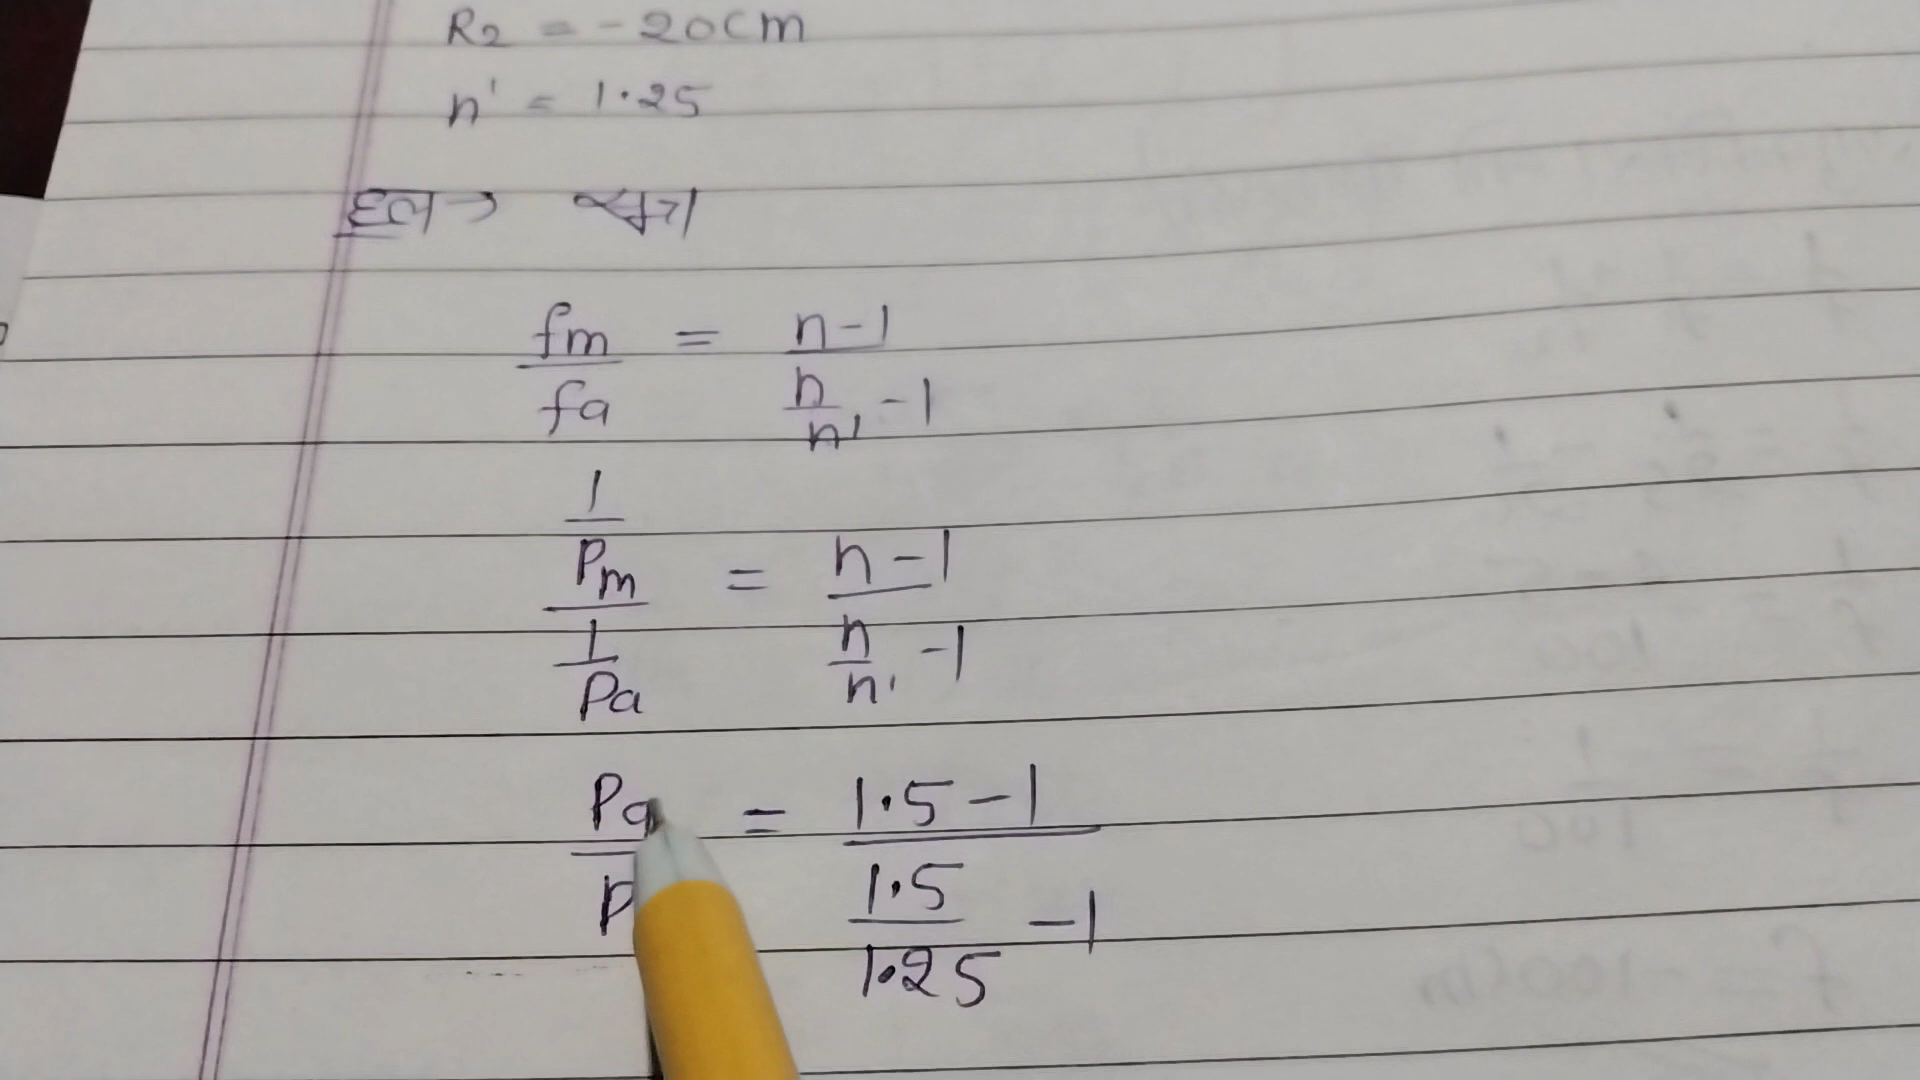 R2 = -20cm
n' = 1.25
हल→ सूत्र
fm/fa = n-1/n/n'-1
1/Pm/1/Pa = n-1/n/n'-1
Pa/P = 1.5-1/1.5/1.25-1